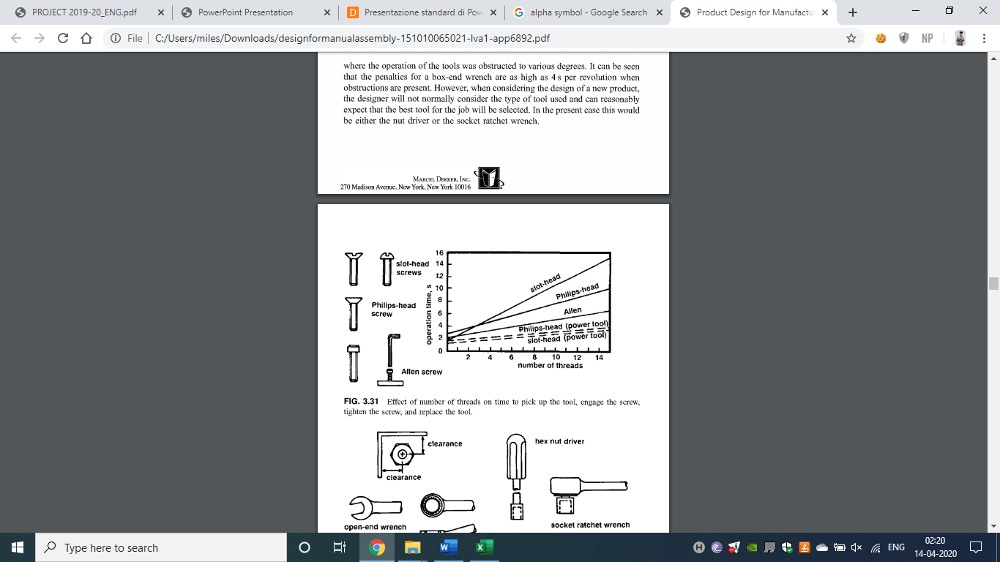 PROJECT 2019-20_ENG.pdf
PowerPoint Presentation
Presentazione standard di Pow
alpha symbol - Google Search
Product Design for Manufactu
File
C:/Users/miles/Downloads/designformanualassembly-151010065021-lva1-app6892.pdf
NP
where the operation of the tools was obstructed to various degrees. It can be seen
that the penalties for a box-end wrench are as high as 4 s per revolution when
obstructions are present. However, when considering the design of a new product,
the designer will not normally consider the type of tool used and can reasonably
expect that the best tool for the job will be selected. In the present case this would
be either the nut driver or the socket ratchet wrench.
MARCEL DEKKER, INC.
270 Madison Avenue, New York, New York 10016
slot-head
screws
Philips-head
screw
Allen screw
operation time, s
16
14
12
10
8
6
4
2
0
slot-head
Philips-head
Allen
Philips-head (power tool)
slot-head (power tool)
2 4 6 8 10 12 14
number of threads
FIG. 3.31 Effect of number of threads on time to pick up the tool, engage the screw,
tighten the screw, and replace the tool.
clearance
clearance
hex nut driver
open-end wrench
socket ratchet wrench
Type here to search
ENG
02:20
14-04-2020